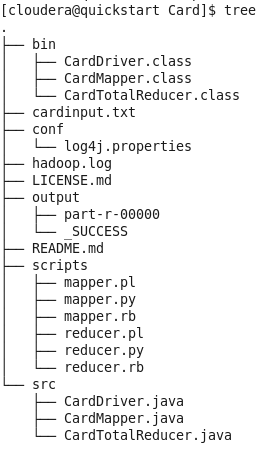 [cloudera@quickstart Card]$ tree
.
├── bin
│   ├── CardDriver.class
│   ├── CardMapper.class
│   └── CardTotalReducer.class
├── cardinput.txt
├── conf
│   └── log4j.properties
├── hadoop.log
├── LICENSE.md
├── output
│   ├── part-r-00000
│   └── _SUCCESS
├── README.md
├── scripts
│   ├── mapper.pl
│   ├── mapper.py
│   ├── mapper.rb
│   ├── reducer.pl
│   ├── reducer.py
│   └── reducer.rb
└── src
    ├── CardDriver.java
    ├── CardMapper.java
    └── CardTotalReducer.java